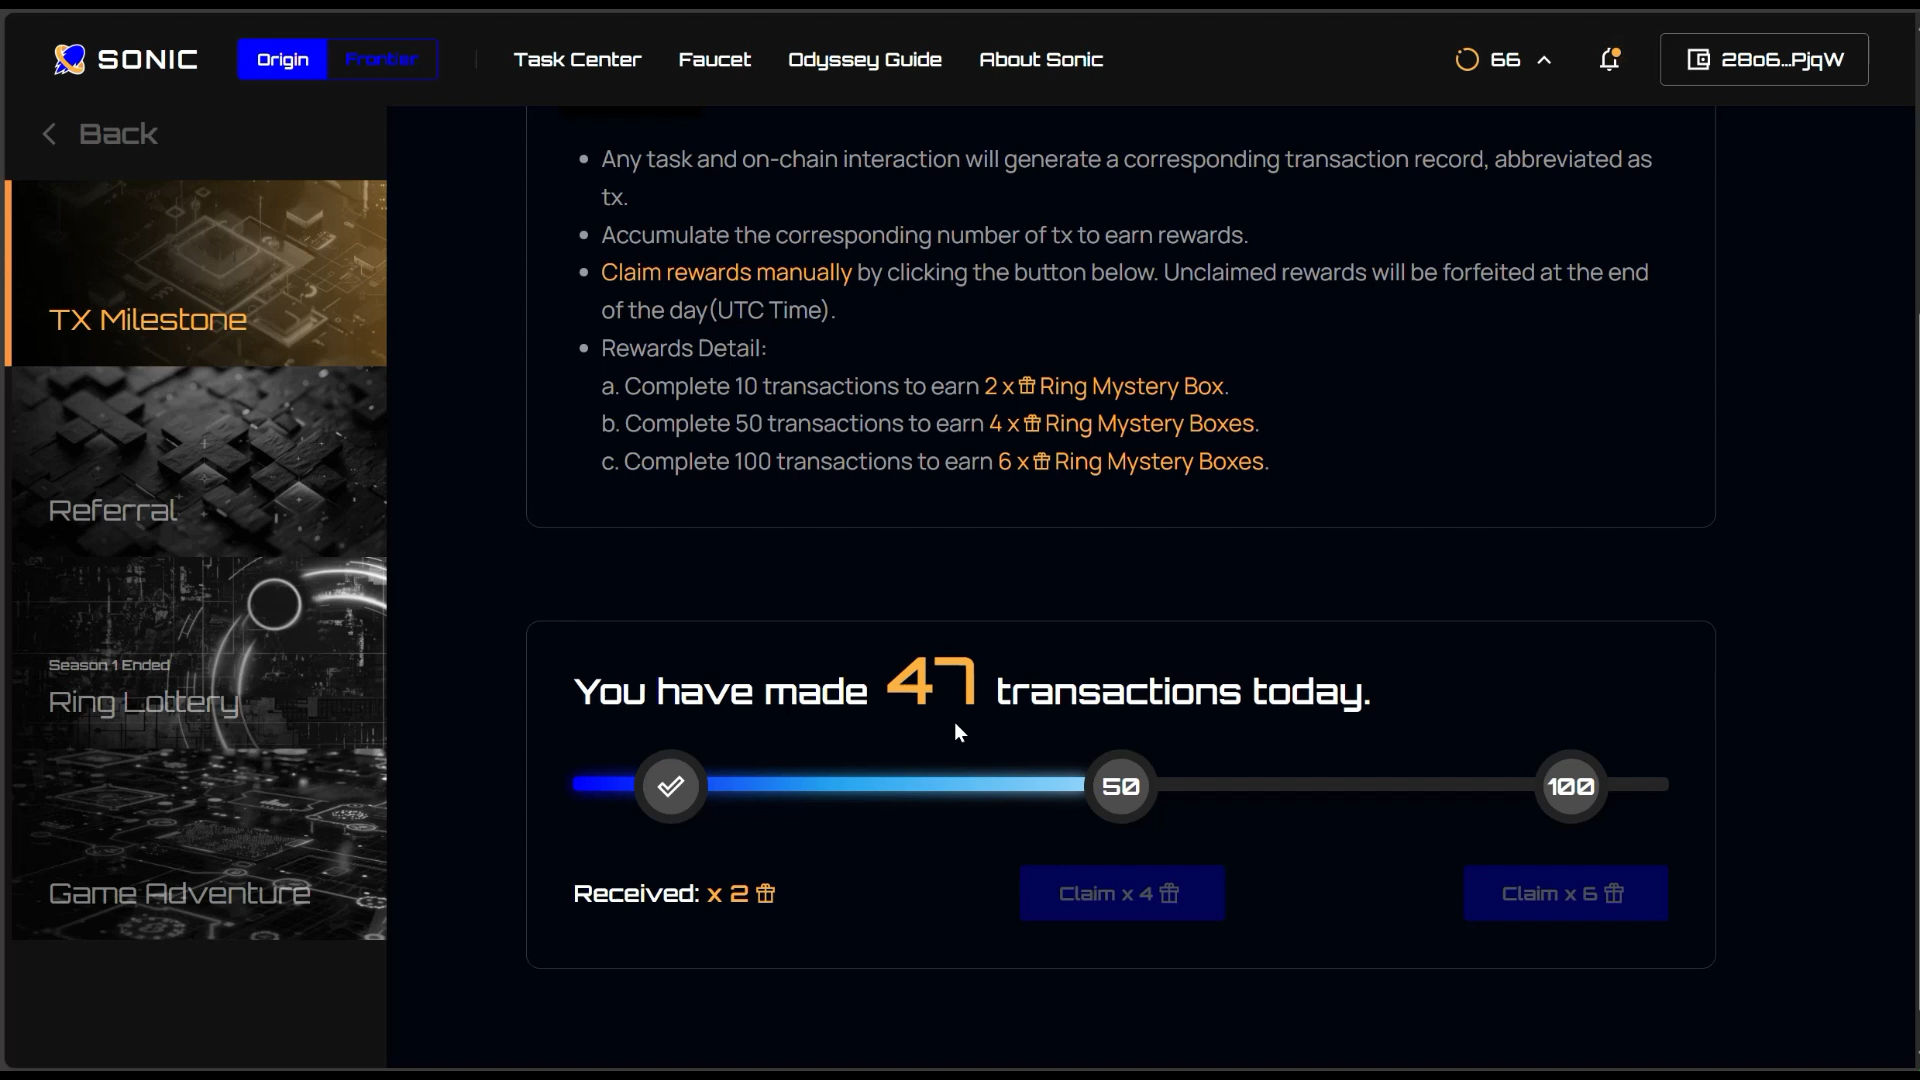 SONIC
Origin
Frontier
Task Center
Faucet
Odyssey Guide
About Sonic
66
28o6...PjqW
Back
TX Milestone
Referral
Season 1 Ended
Ring Lottery
Game Adventure
Any task and on-chain interaction will generate a corresponding transaction record, abbreviated as
tx.
Accumulate the corresponding number of tx to earn rewards.
Claim rewards manually by clicking the button below. Unclaimed rewards will be forfeited at the end
of the day(UTC Time).
Rewards Detail:
a. Complete 10 transactions to earn 2 x Ring Mystery Box.
b. Complete 50 transactions to earn 4 x Ring Mystery Boxes.
c. Complete 100 transactions to earn 6 x Ring Mystery Boxes.
You have made 47 transactions today.
50
100
Received: x 2
Claim x 4
Claim x 6